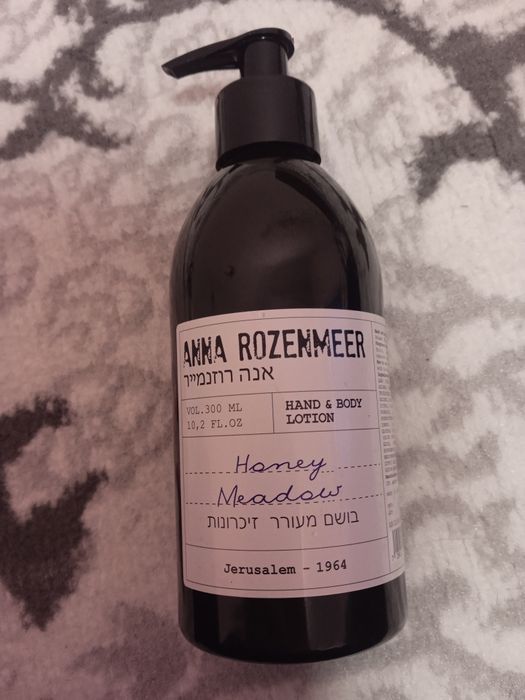 ANNA ROZENMEER
אנה רוזנמייר
VOL.300 ML
10,2 FL.OZ
HAND & BODY
LOTION
Honey
Meadow
בושם מעורר זיכרונות
Jerusalem - 1964